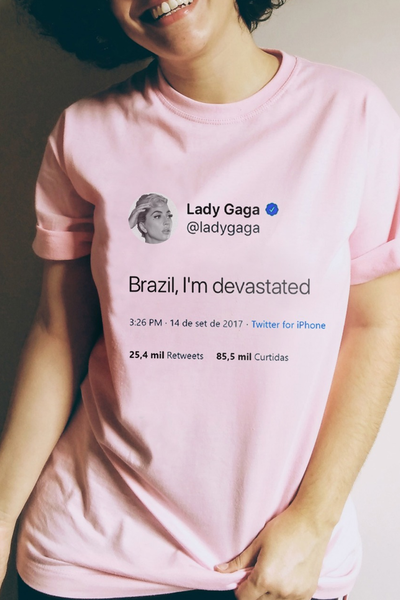 Lady Gaga
@ladygaga
Brazil, I'm devastated
3:26 PM · 14 de set de 2017 · Twitter for iPhone
25,4 mil Retweets 85,5 mil Curtidas